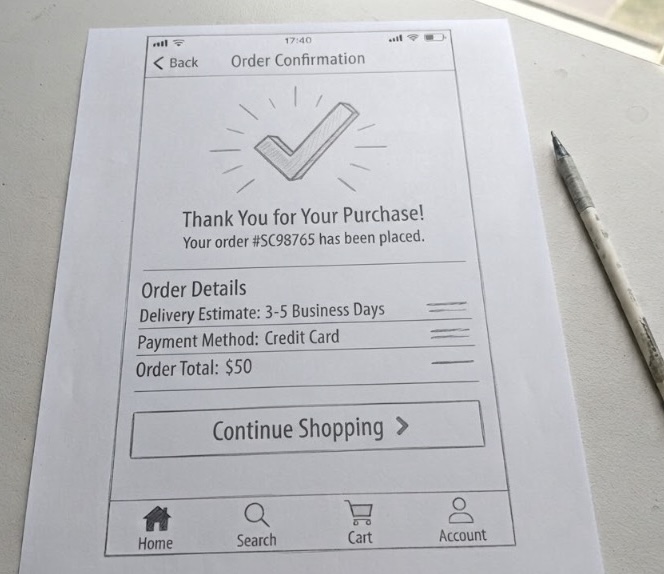 17:40
Back Order Confirmation
Thank You for Your Purchase!
Your order #SC98765 has been placed.
Order Details
Delivery Estimate: 3-5 Business Days
Payment Method: Credit Card
Order Total: $50
Continue Shopping
Home Search Cart Account